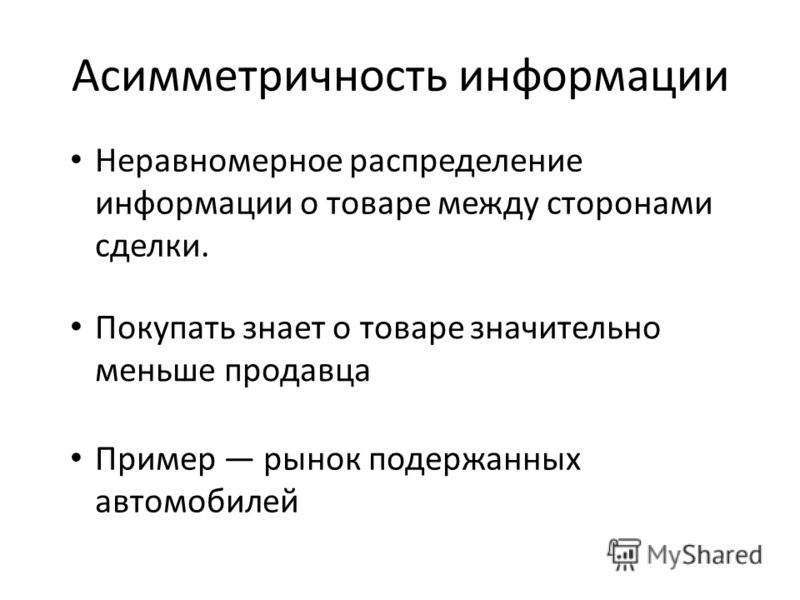 Асимметричность информации
• Неравномерное распределение
информации о товаре между сторонами
сделки.
• Покупать знает о товаре значительно
меньше продавца
• Пример — рынок подержанных
автомобилей
MyShared